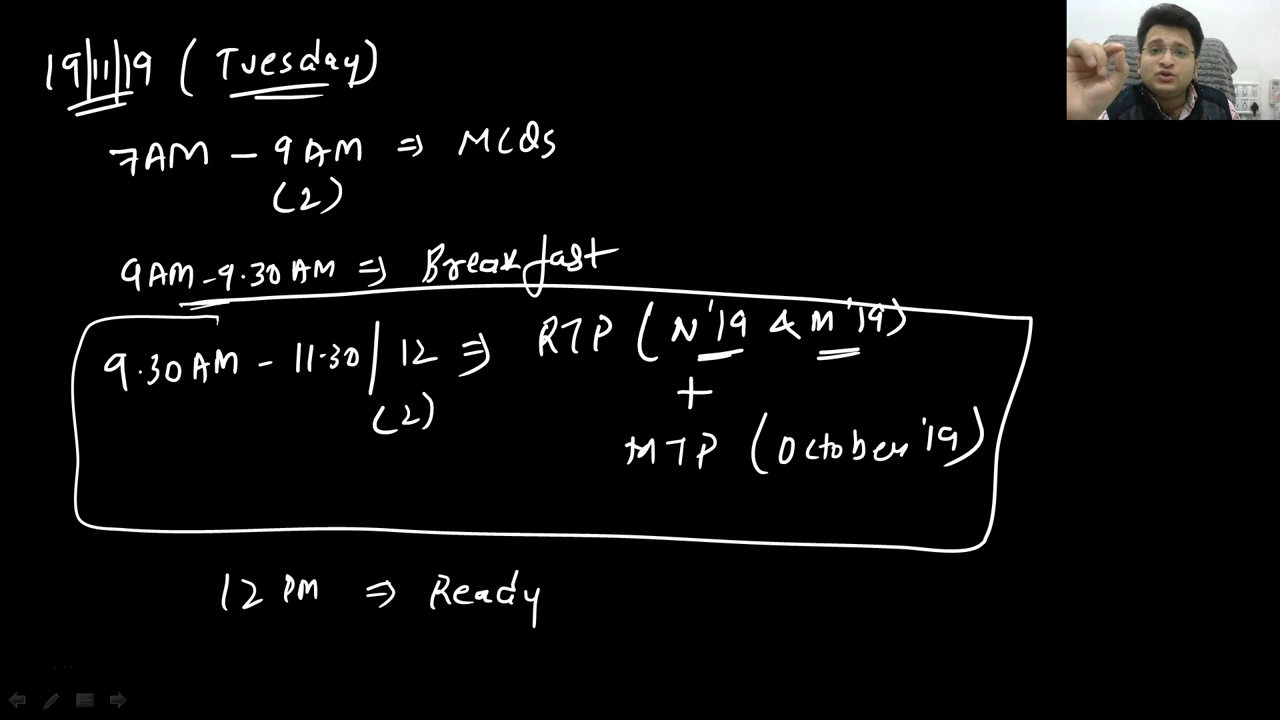 19|11|19 (Tuesday)
7AM - 9AM ⇒ MCQs
(2)
9AM - 9.30AM ⇒ Breakfast
9.30AM - 11.30 | 12 ⇒ RTP (N'19 & M'19)
(2)
+
MTP (October '19)
12 PM ⇒ Ready